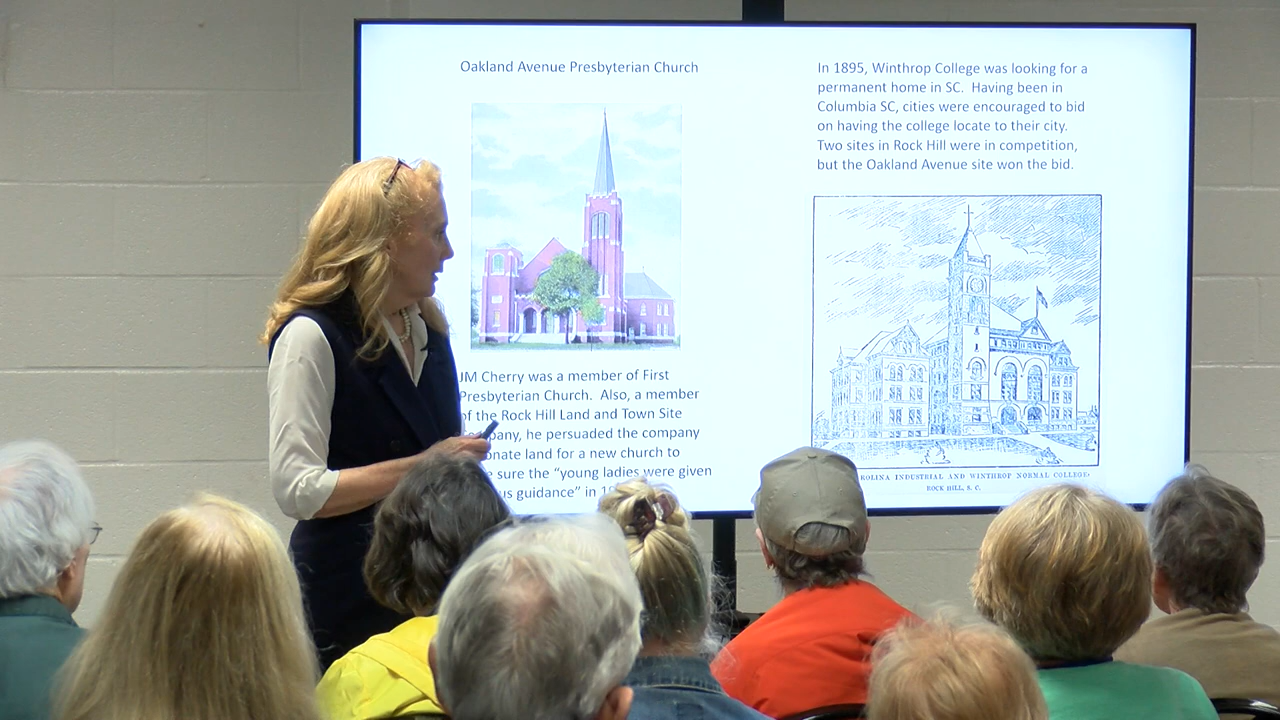 Oakland Avenue Presbyterian Church
JM Cherry was a member of First
Presbyterian Church. Also, a member
of the Rock Hill Land and Town Site
he persuaded the company
land for a new church to
sure the “young ladies were given
guidance” in
In 1895, Winthrop College was looking for a
permanent home in SC. Having been in
Columbia SC, cities were encouraged to bid
on having the college locate to their city.
Two sites in Rock Hill were in competition,
but the Oakland Avenue site won the bid.
INDUSTRIAL AND WINTHROP NORMAL COLLEGE,
ROCK HILL, S. C.